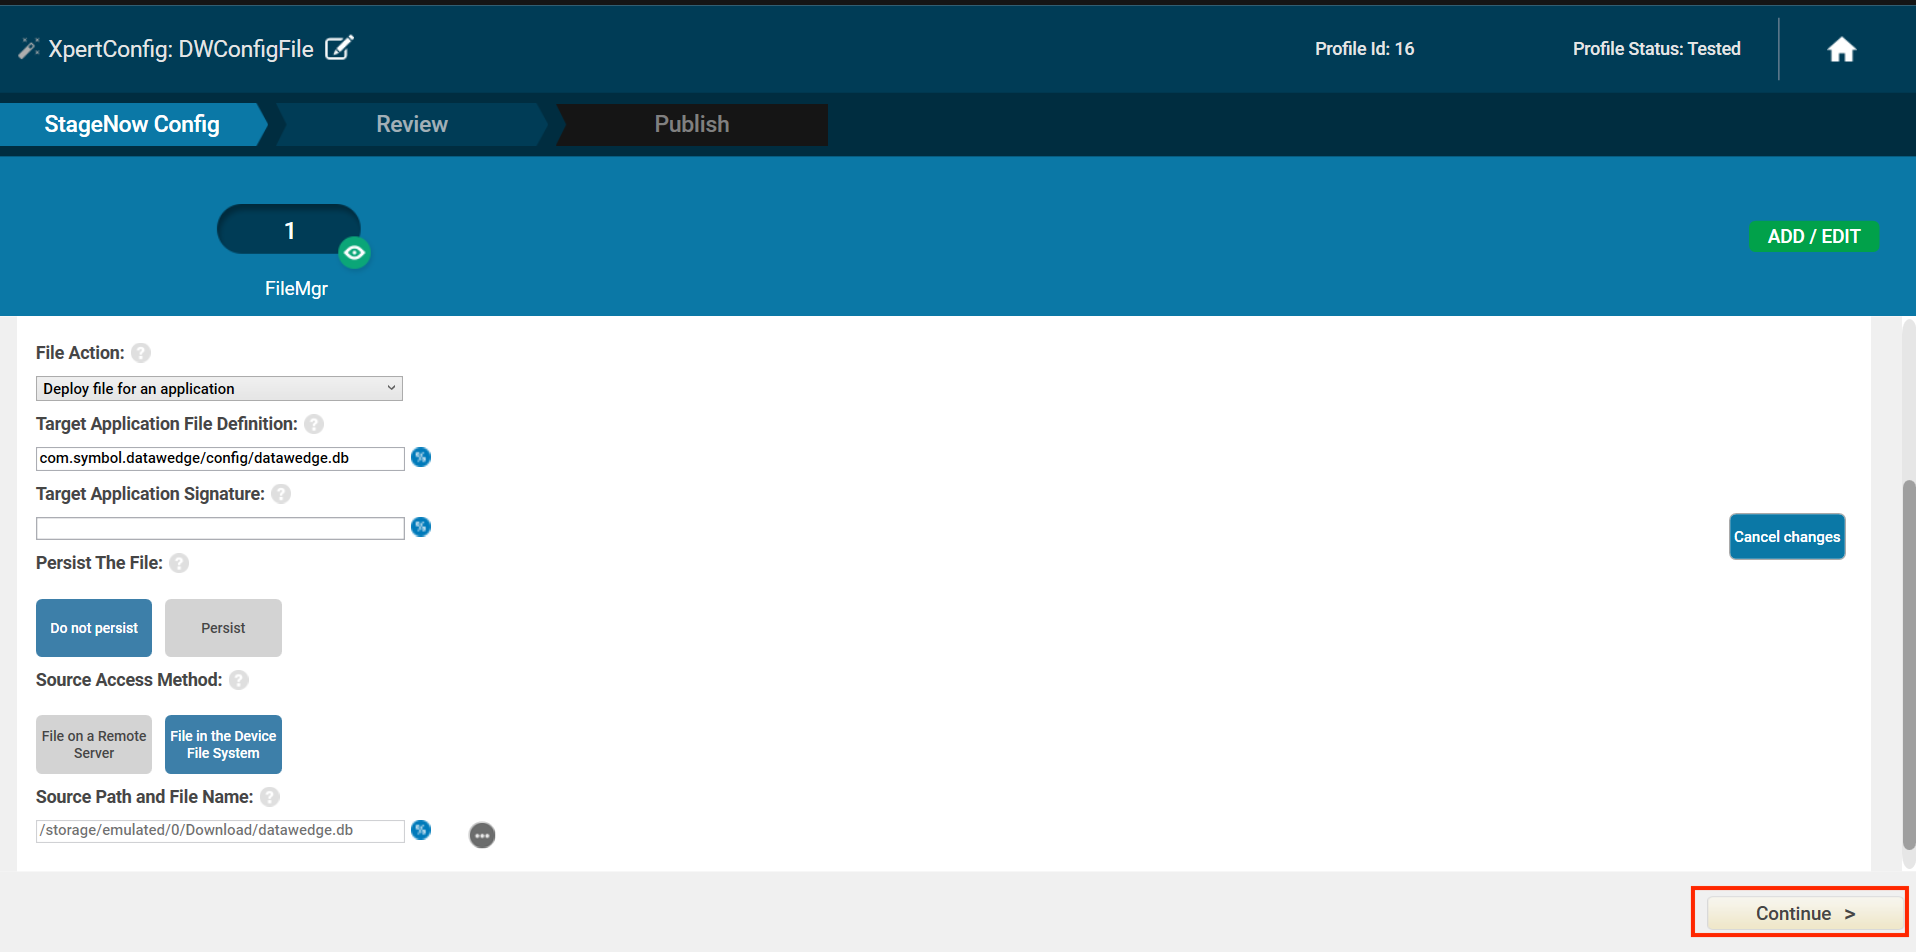 XpertConfig: DWConfigFile
Profile Id: 16
Profile Status: Tested
StageNow Config
Review
Publish
1
FileMgr
ADD / EDIT
File Action: ?
Deploy file for an application
Target Application File Definition: ?
com.symbol.datawedge/config/datawedge.db
%
Target Application Signature: ?
%
Cancel changes
Persist The File: ?
Do not persist
Persist
Source Access Method: ?
File on a Remote
Server
File in the Device
File System
Source Path and File Name: ?
/storage/emulated/0/Download/datawedge.db
%
Continue >